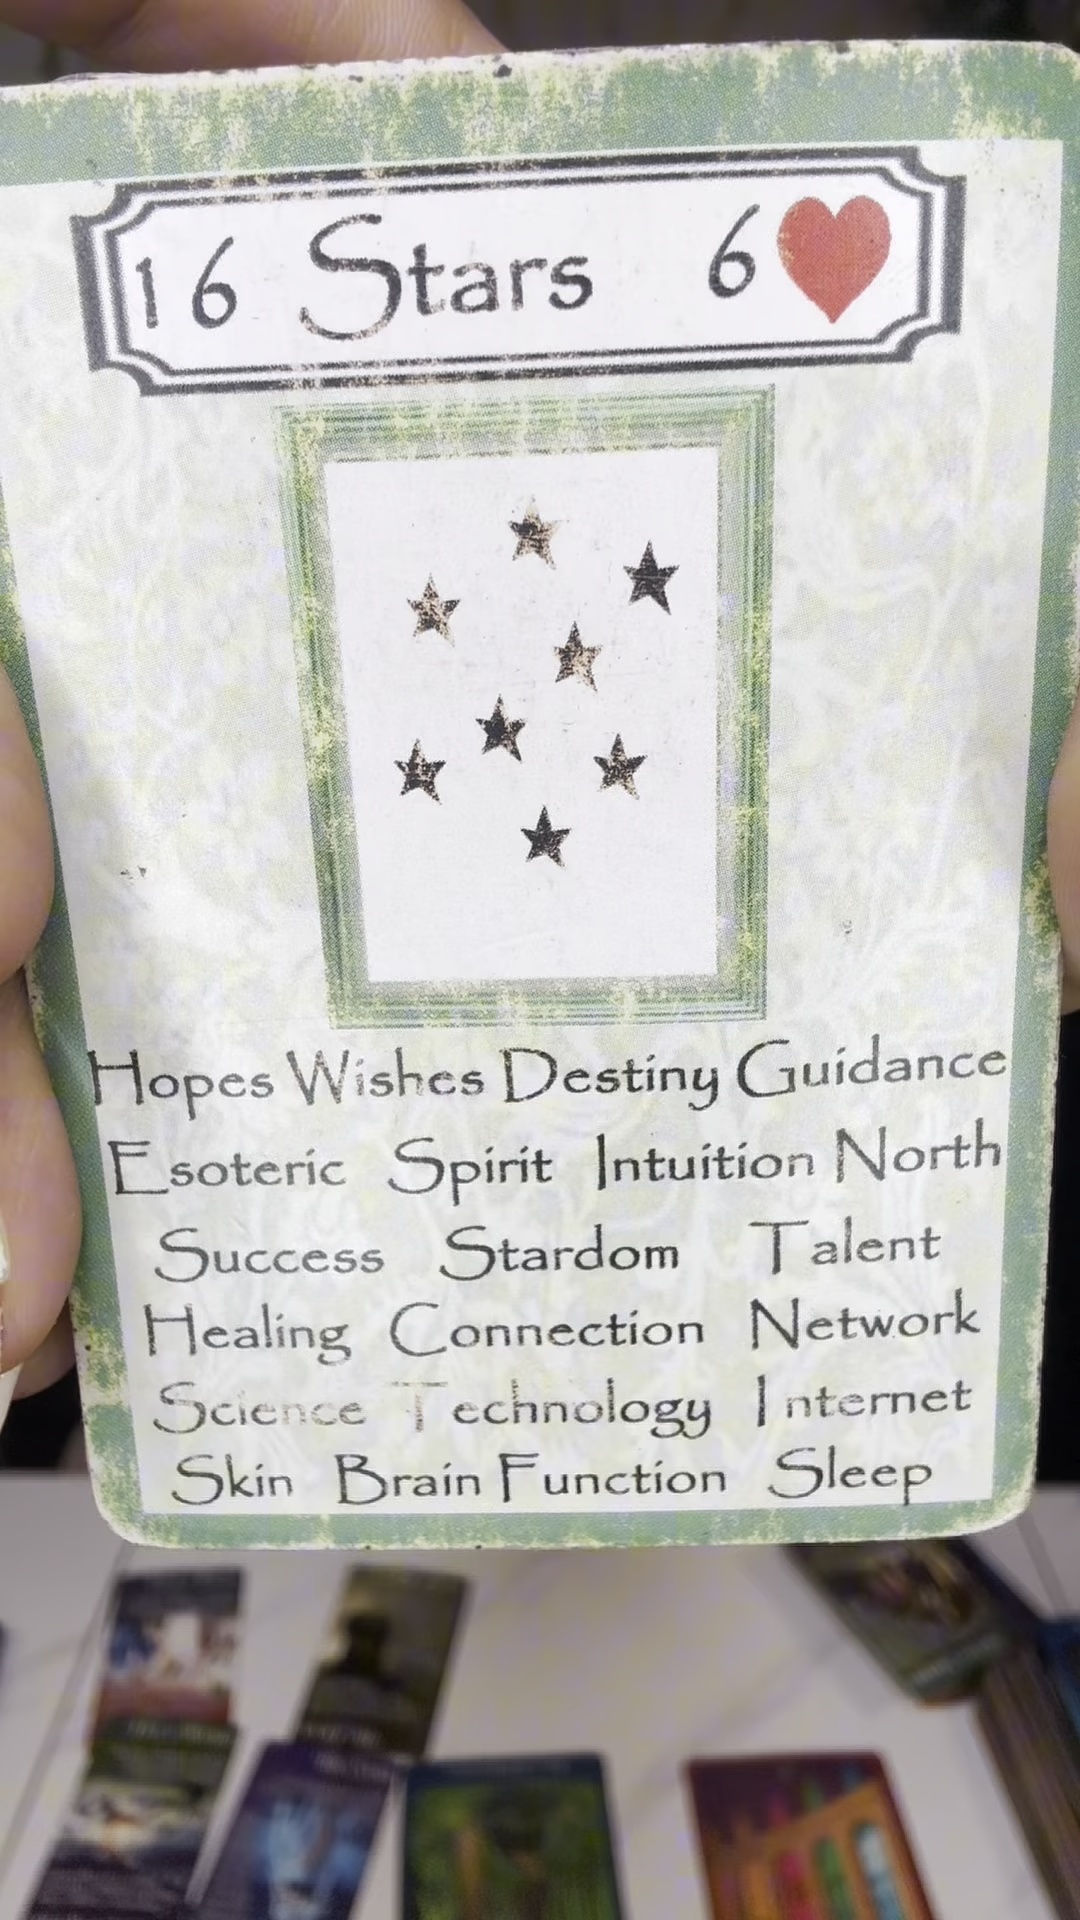 16 Stars 6
Hopes Wishes Destiny Guidance
Esoteric Spirit Intuition North
Success Stardom Talent
Healing Connection Network
Science Technology Internet
Skin Brain Function Sleep